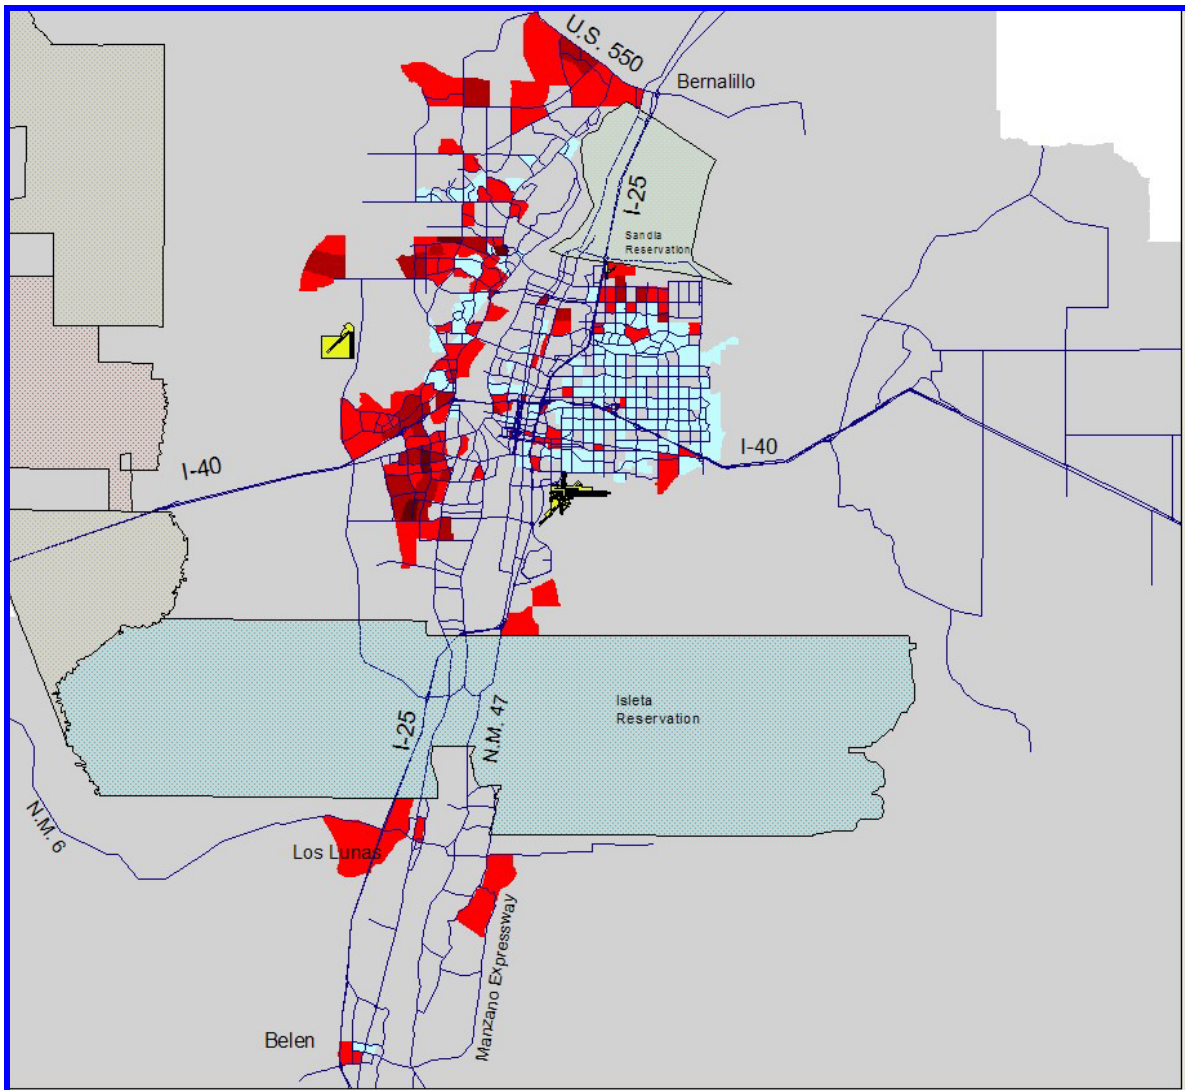 U.S. 550
Bernalillo
I-25
Sandia
Reservation
I-40
I-40
Isleta
Reservation
I-25
N.M. 47
N.M. 6
Los Lunas
Manzano Expressway
Belen